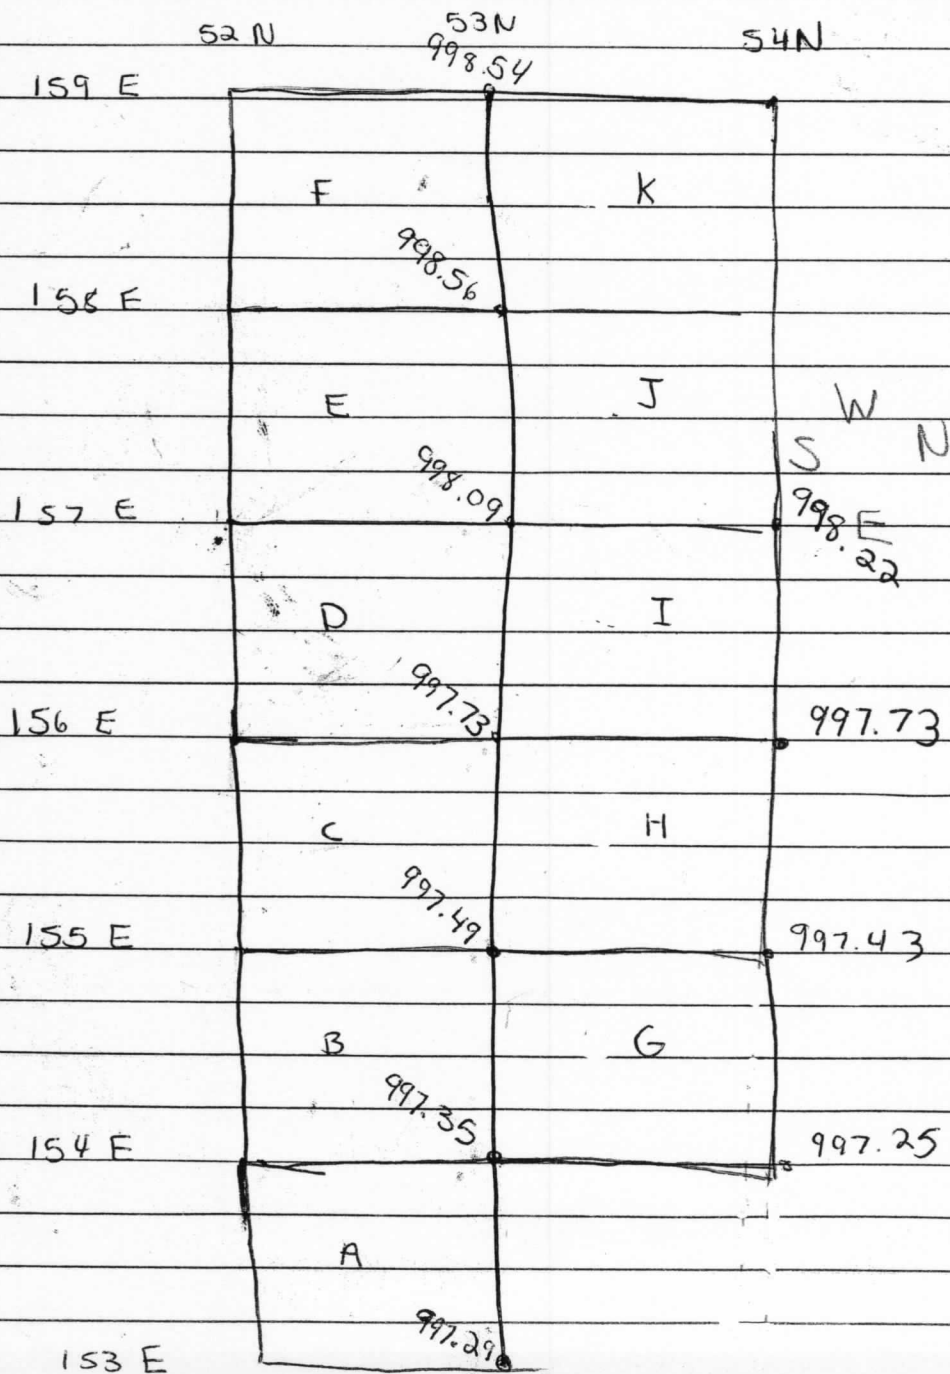 52 N 53N 54N
998.54
159 E
F K
998.56
158 E
E J W
S N
998.09
157 E 998.22 E
D I
997.73 997.73
156 E
C H
997.49
155 E 997.43
B G
997.35
154 E 997.25
A
997.29
153 E